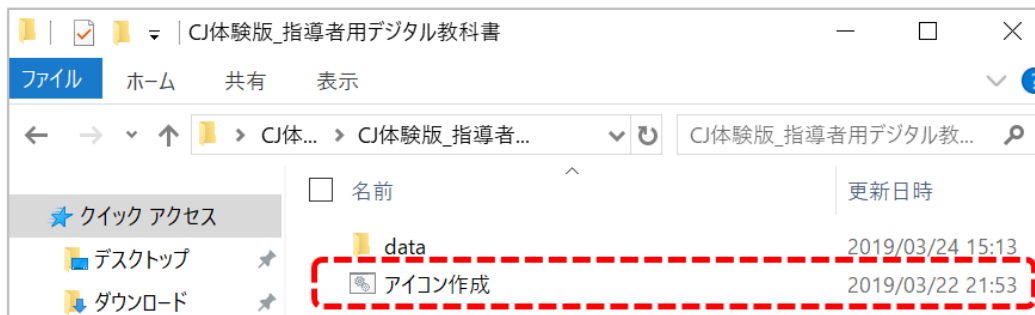 CJ体験版_指導者用デジタル教科書
ファイル ホーム 共有 表示
CJ体... CJ体験版_指導者... CJ体験版_指導者用デジタル教...
名前 更新日時
クイック アクセス
data 2019/03/24 15:13
デスクトップ
アイコン作成 2019/03/22 21:53
ダウンロード